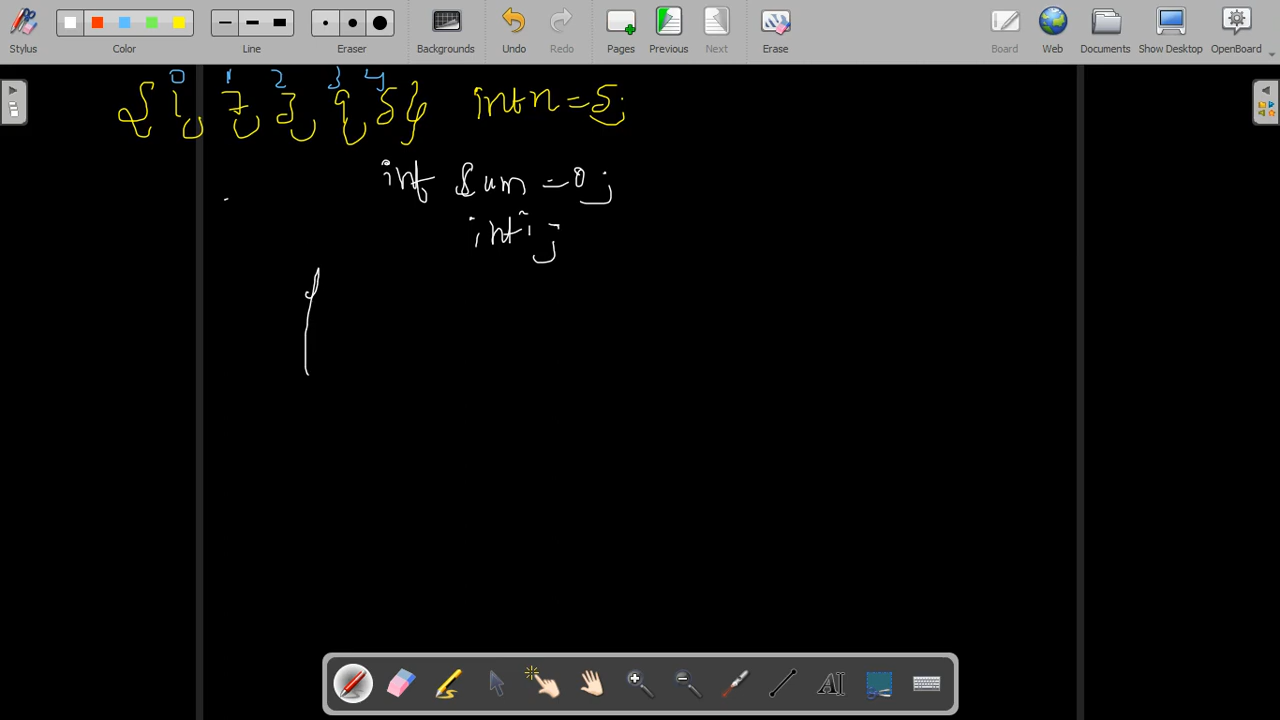 Stylus Color Line Eraser Backgrounds Undo Redo Pages Previous Next Erase Board Web Documents Show Desktop OpenBoard
0 1 2 3 4
{1, 7, 3, 9, 5} int n = 5;
int sum = 0;
int i;